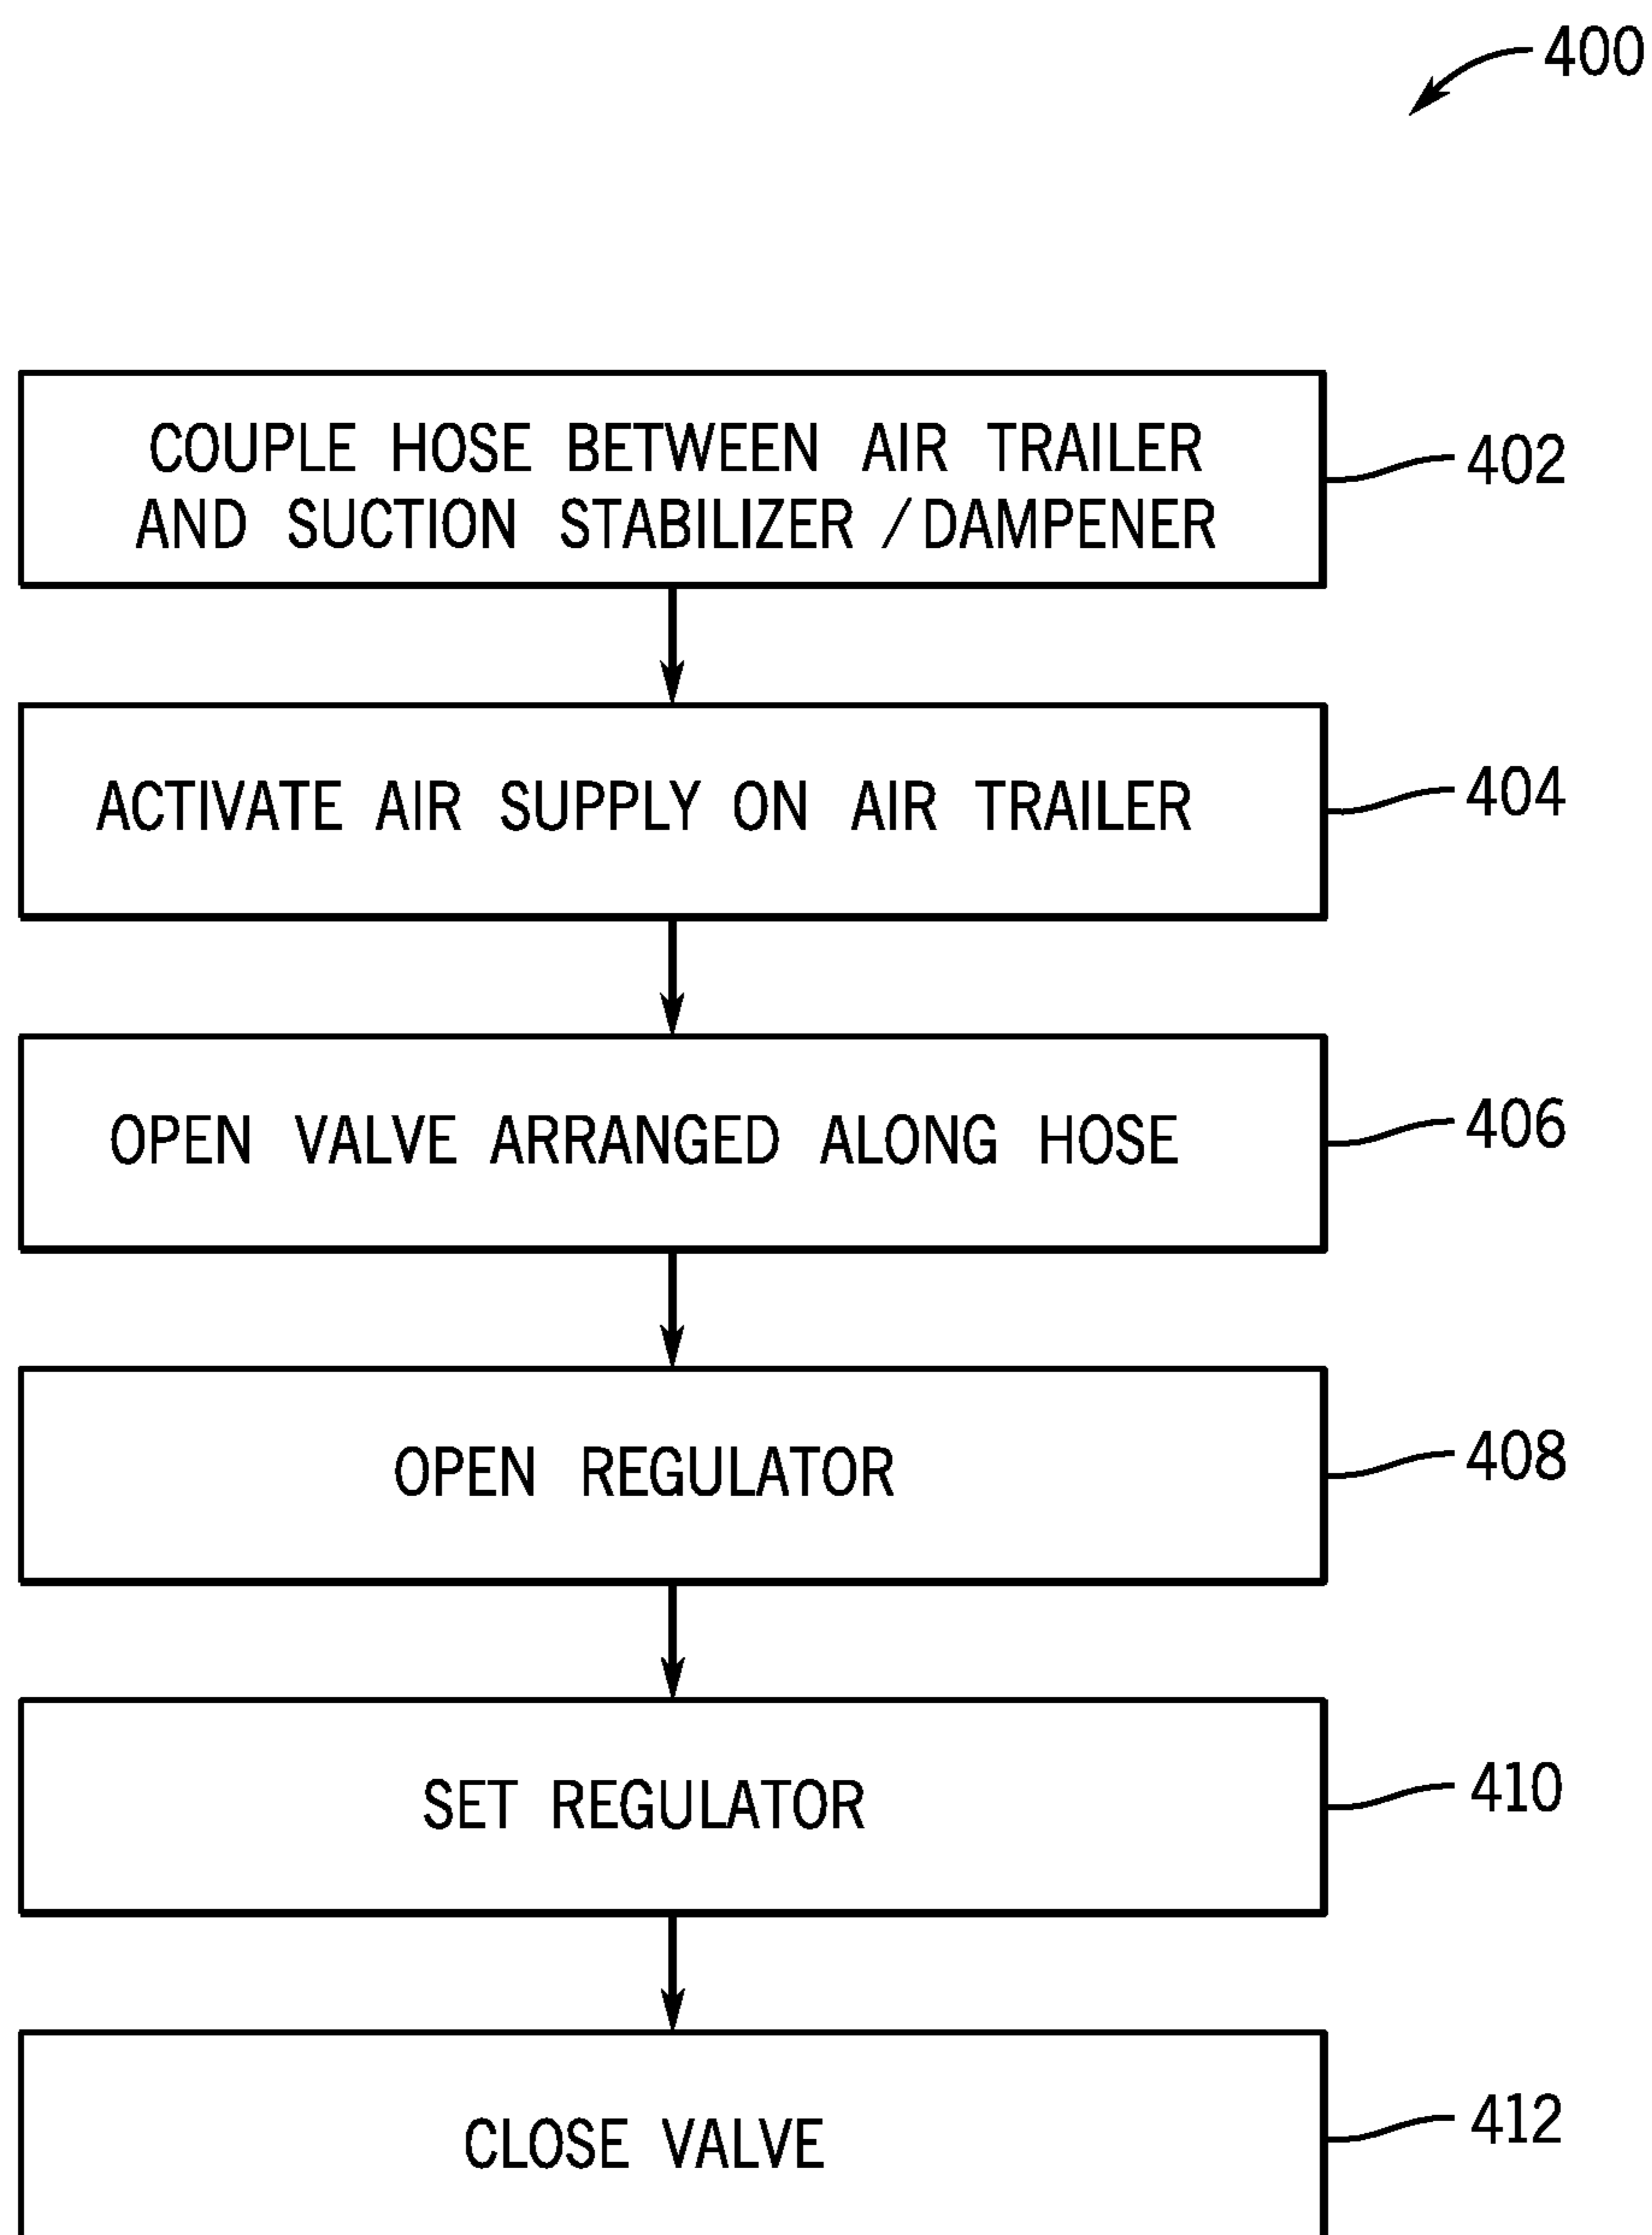 400
COUPLE HOSE BETWEEN AIR TRAILER
AND SUCTION STABILIZER/DAMPENER
402
ACTIVATE AIR SUPPLY ON AIR TRAILER
404
OPEN VALVE ARRANGED ALONG HOSE
406
OPEN REGULATOR
408
SET REGULATOR
410
CLOSE VALVE
412